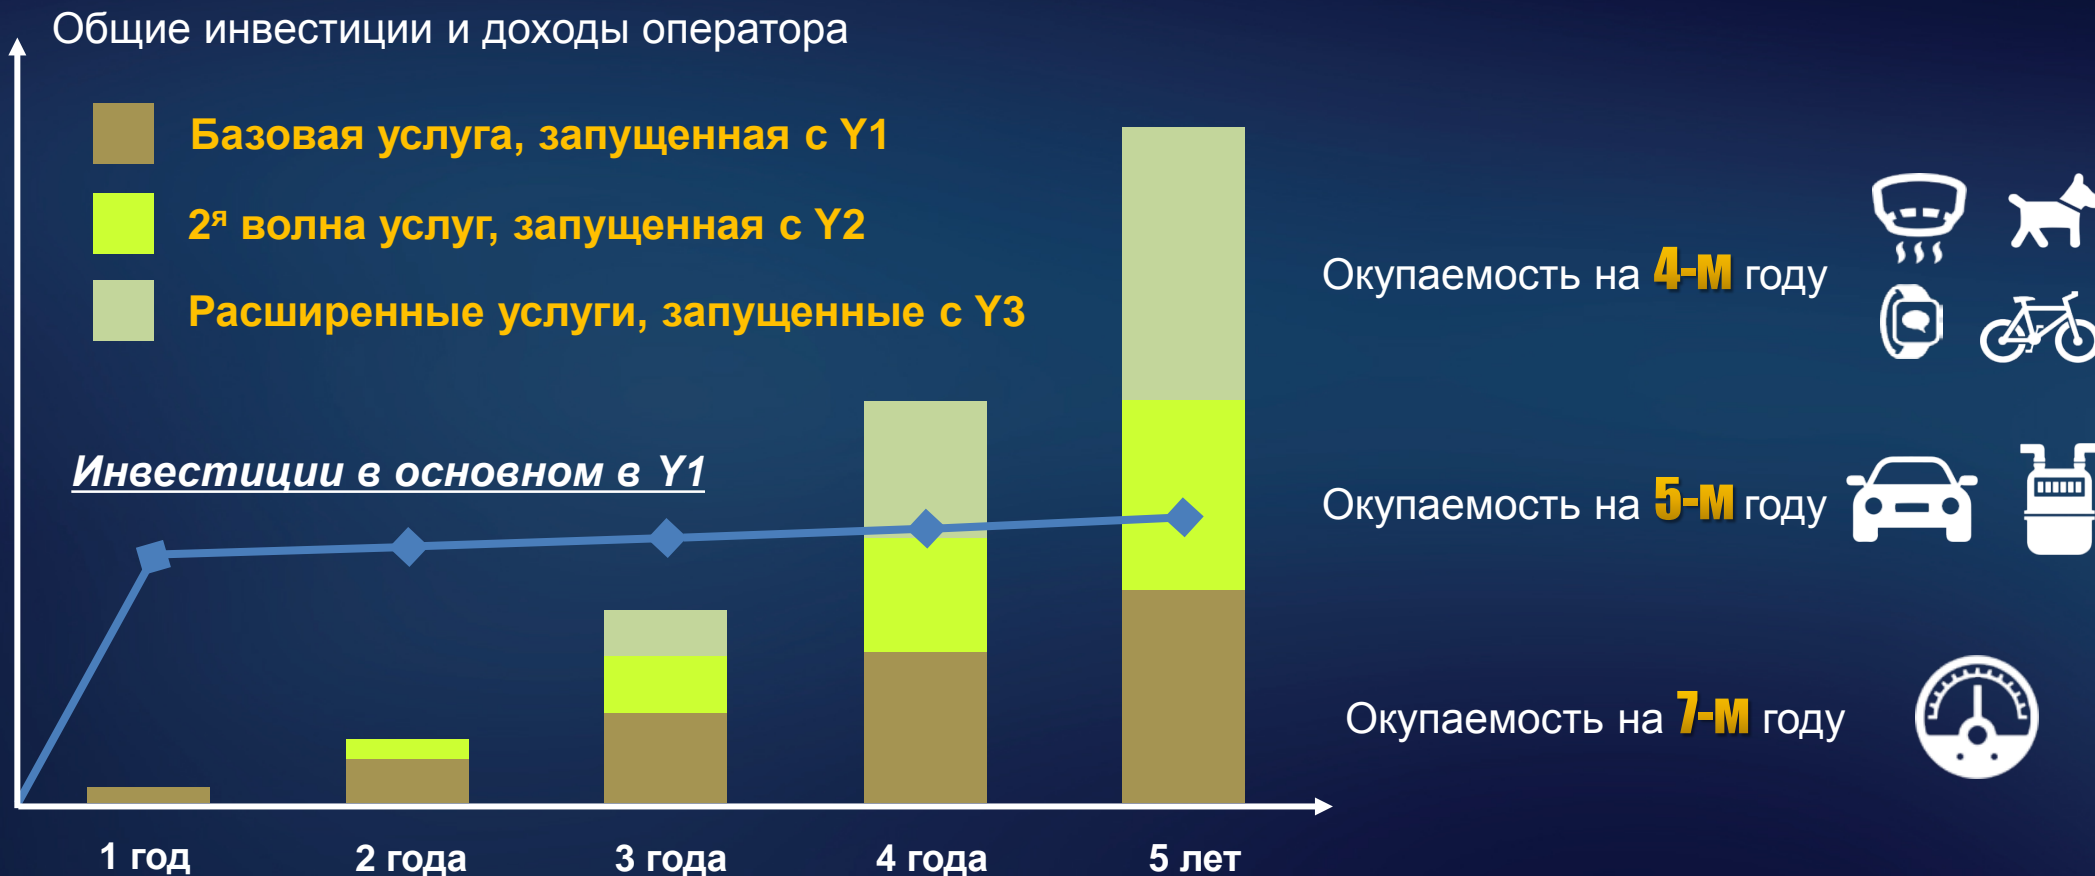 Общие инвестиции и доходы оператора
Базовая услуга, запущенная с Y1
2я волна услуг, запущенная с Y2
Расширенные услуги, запущенные с Y3
Инвестиции в основном в Y1
1 год
2 года
3 года
4 года
5 лет
Окупаемость на 4-м году
Окупаемость на 5-м году
Окупаемость на 7-м году